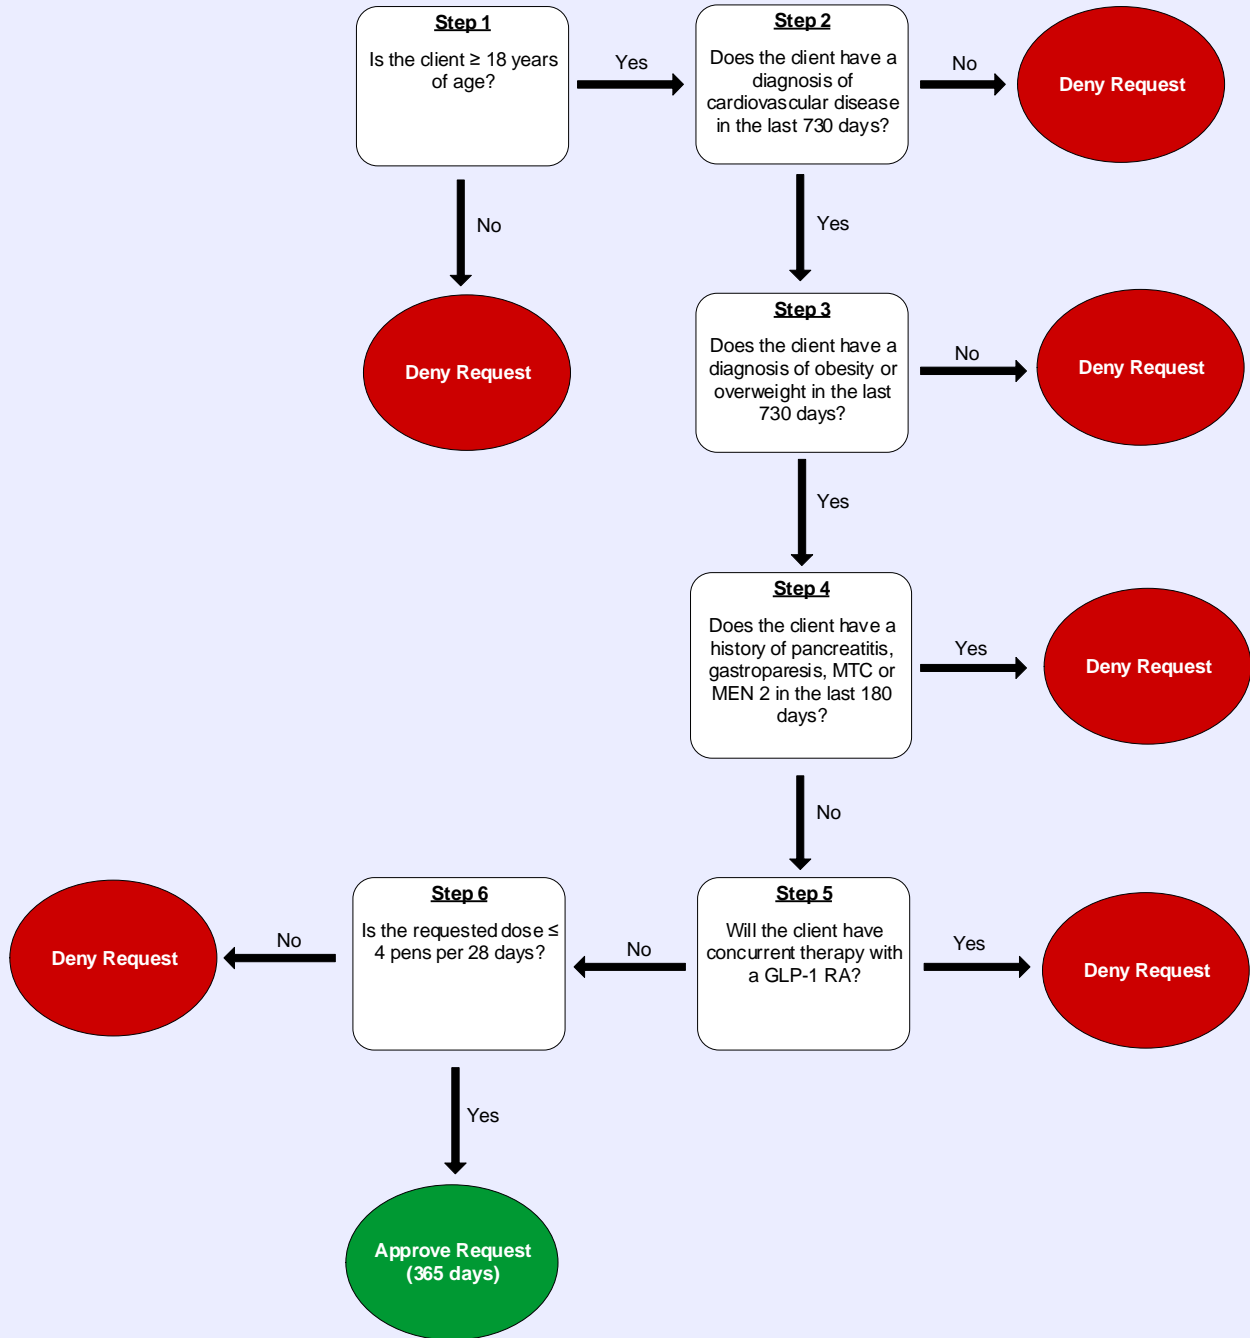 Step 1
Is the client ≥ 18 years
of age?
Yes
Step 2
Does the client have a
diagnosis of
cardiovascular disease
in the last 730 days?
No
Deny Request
No
Deny Request
Yes
Step 3
Does the client have a
diagnosis of obesity or
overweight in the last
730 days?
No
Deny Request
Yes
Step 4
Does the client have a
history of pancreatitis,
gastroparesis, MTC or
MEN 2 in the last 180
days?
Yes
Deny Request
No
Step 5
Will the client have
concurrent therapy with
a GLP-1 RA?
Yes
Deny Request
No
Step 6
Is the requested dose ≤
4 pens per 28 days?
No
Deny Request
Yes
Approve Request
(365 days)